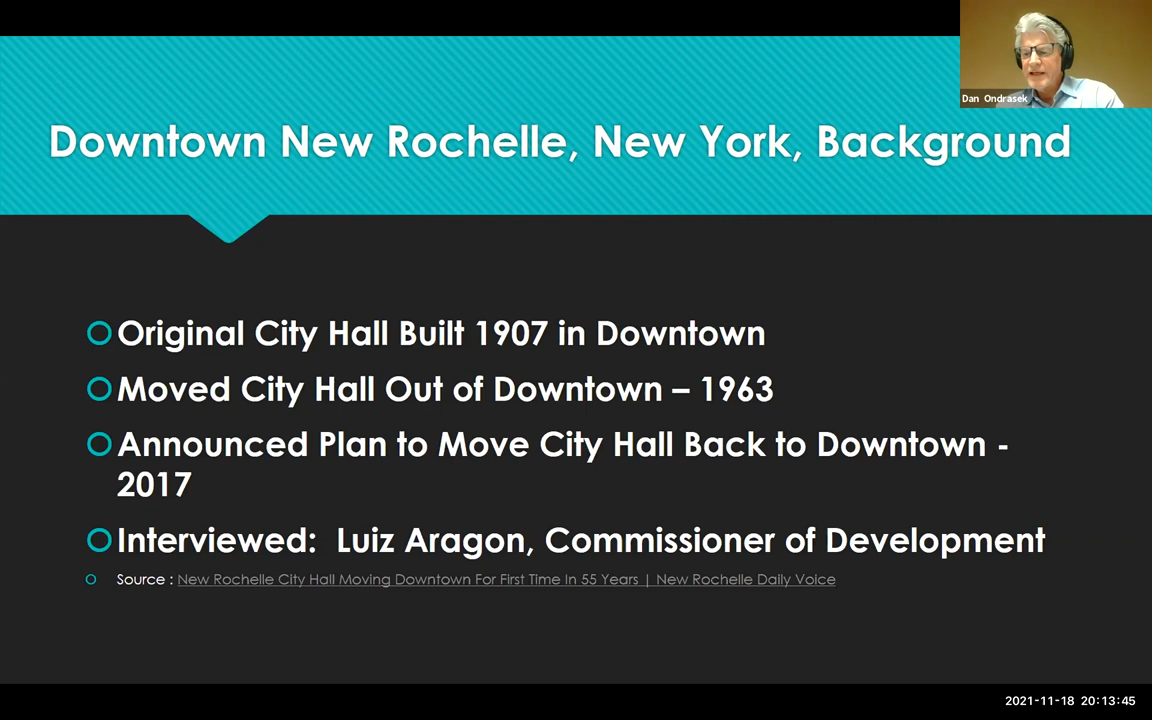 Dan Ondrasek
Downtown New Rochelle, New York, Background
Original City Hall Built 1907 in Downtown
Moved City Hall Out of Downtown – 1963
Announced Plan to Move City Hall Back to Downtown -
2017
Interviewed:  Luiz Aragon, Commissioner of Development
Source : New Rochelle City Hall Moving Downtown For First Time In 55 Years | New Rochelle Daily Voice
2021-11-18 20:13:45